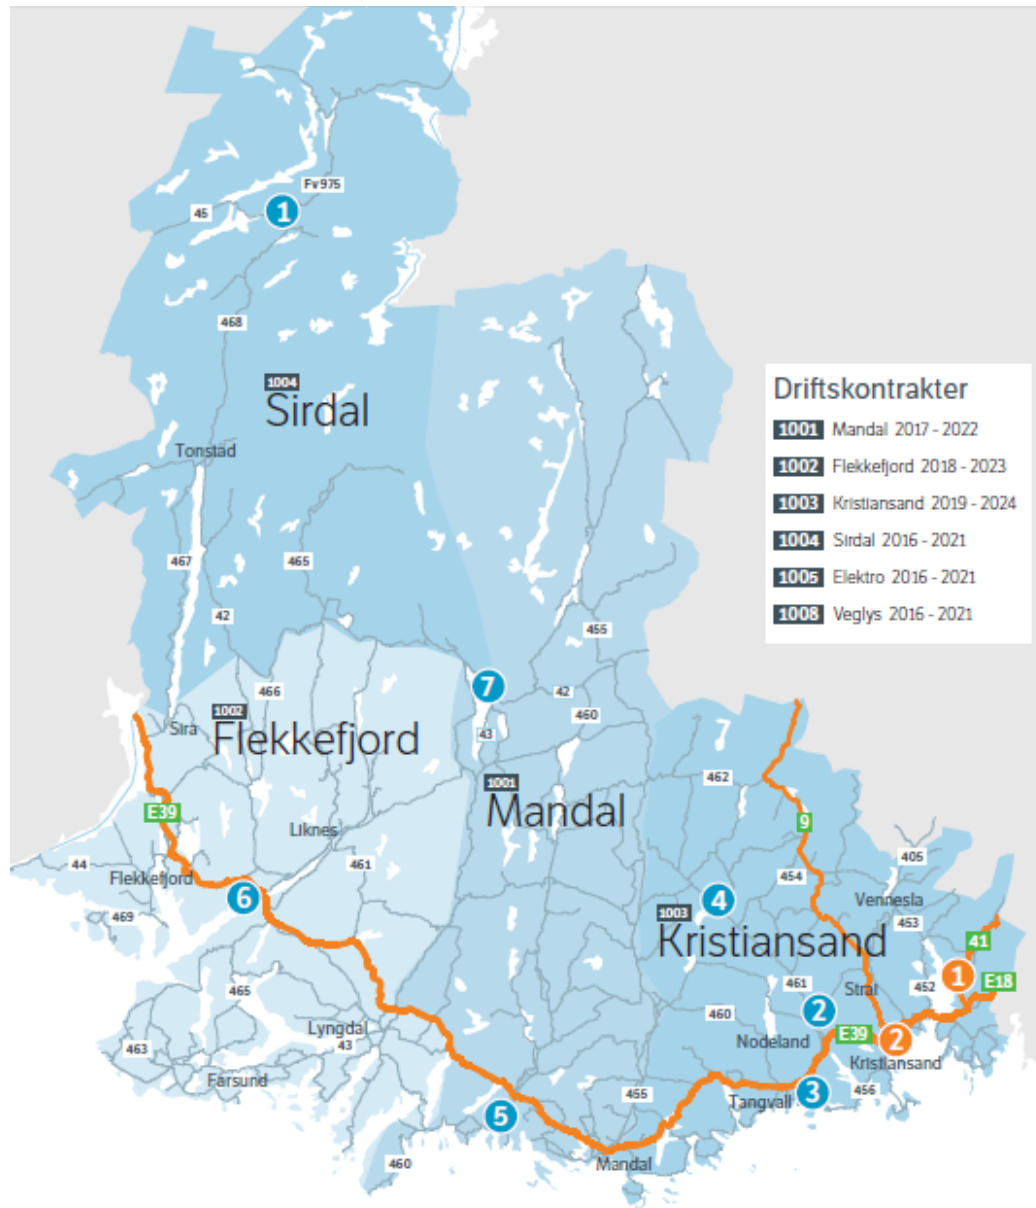 Fv 975
45
1
468
1004
Sirdal
Tonstad
467
465
42
455
466
7
42
1002
460
Sira
Flekkefjord
43
462
1001
Mandal
E39
9
Liknes
44
461
405
Flekkefjord
454
Vennesla
6
4
469
1003
453
Kristiansand
41
1
465
461
Stral
452
E18
Lyngdal
460
2
43
Nodeland
E39
2
463
Kristiansand
Farsund
3
Tangvall
456
5
455
460
Mandal
Driftskontrakter
1001 Mandal 2017 - 2022
1002 Flekkefjord 2018 - 2023
1003 Kristiansand 2019 - 2024
1004 Sirdal 2016 - 2021
1005 Elektro 2016 - 2021
1008 Veglys 2016 - 2021